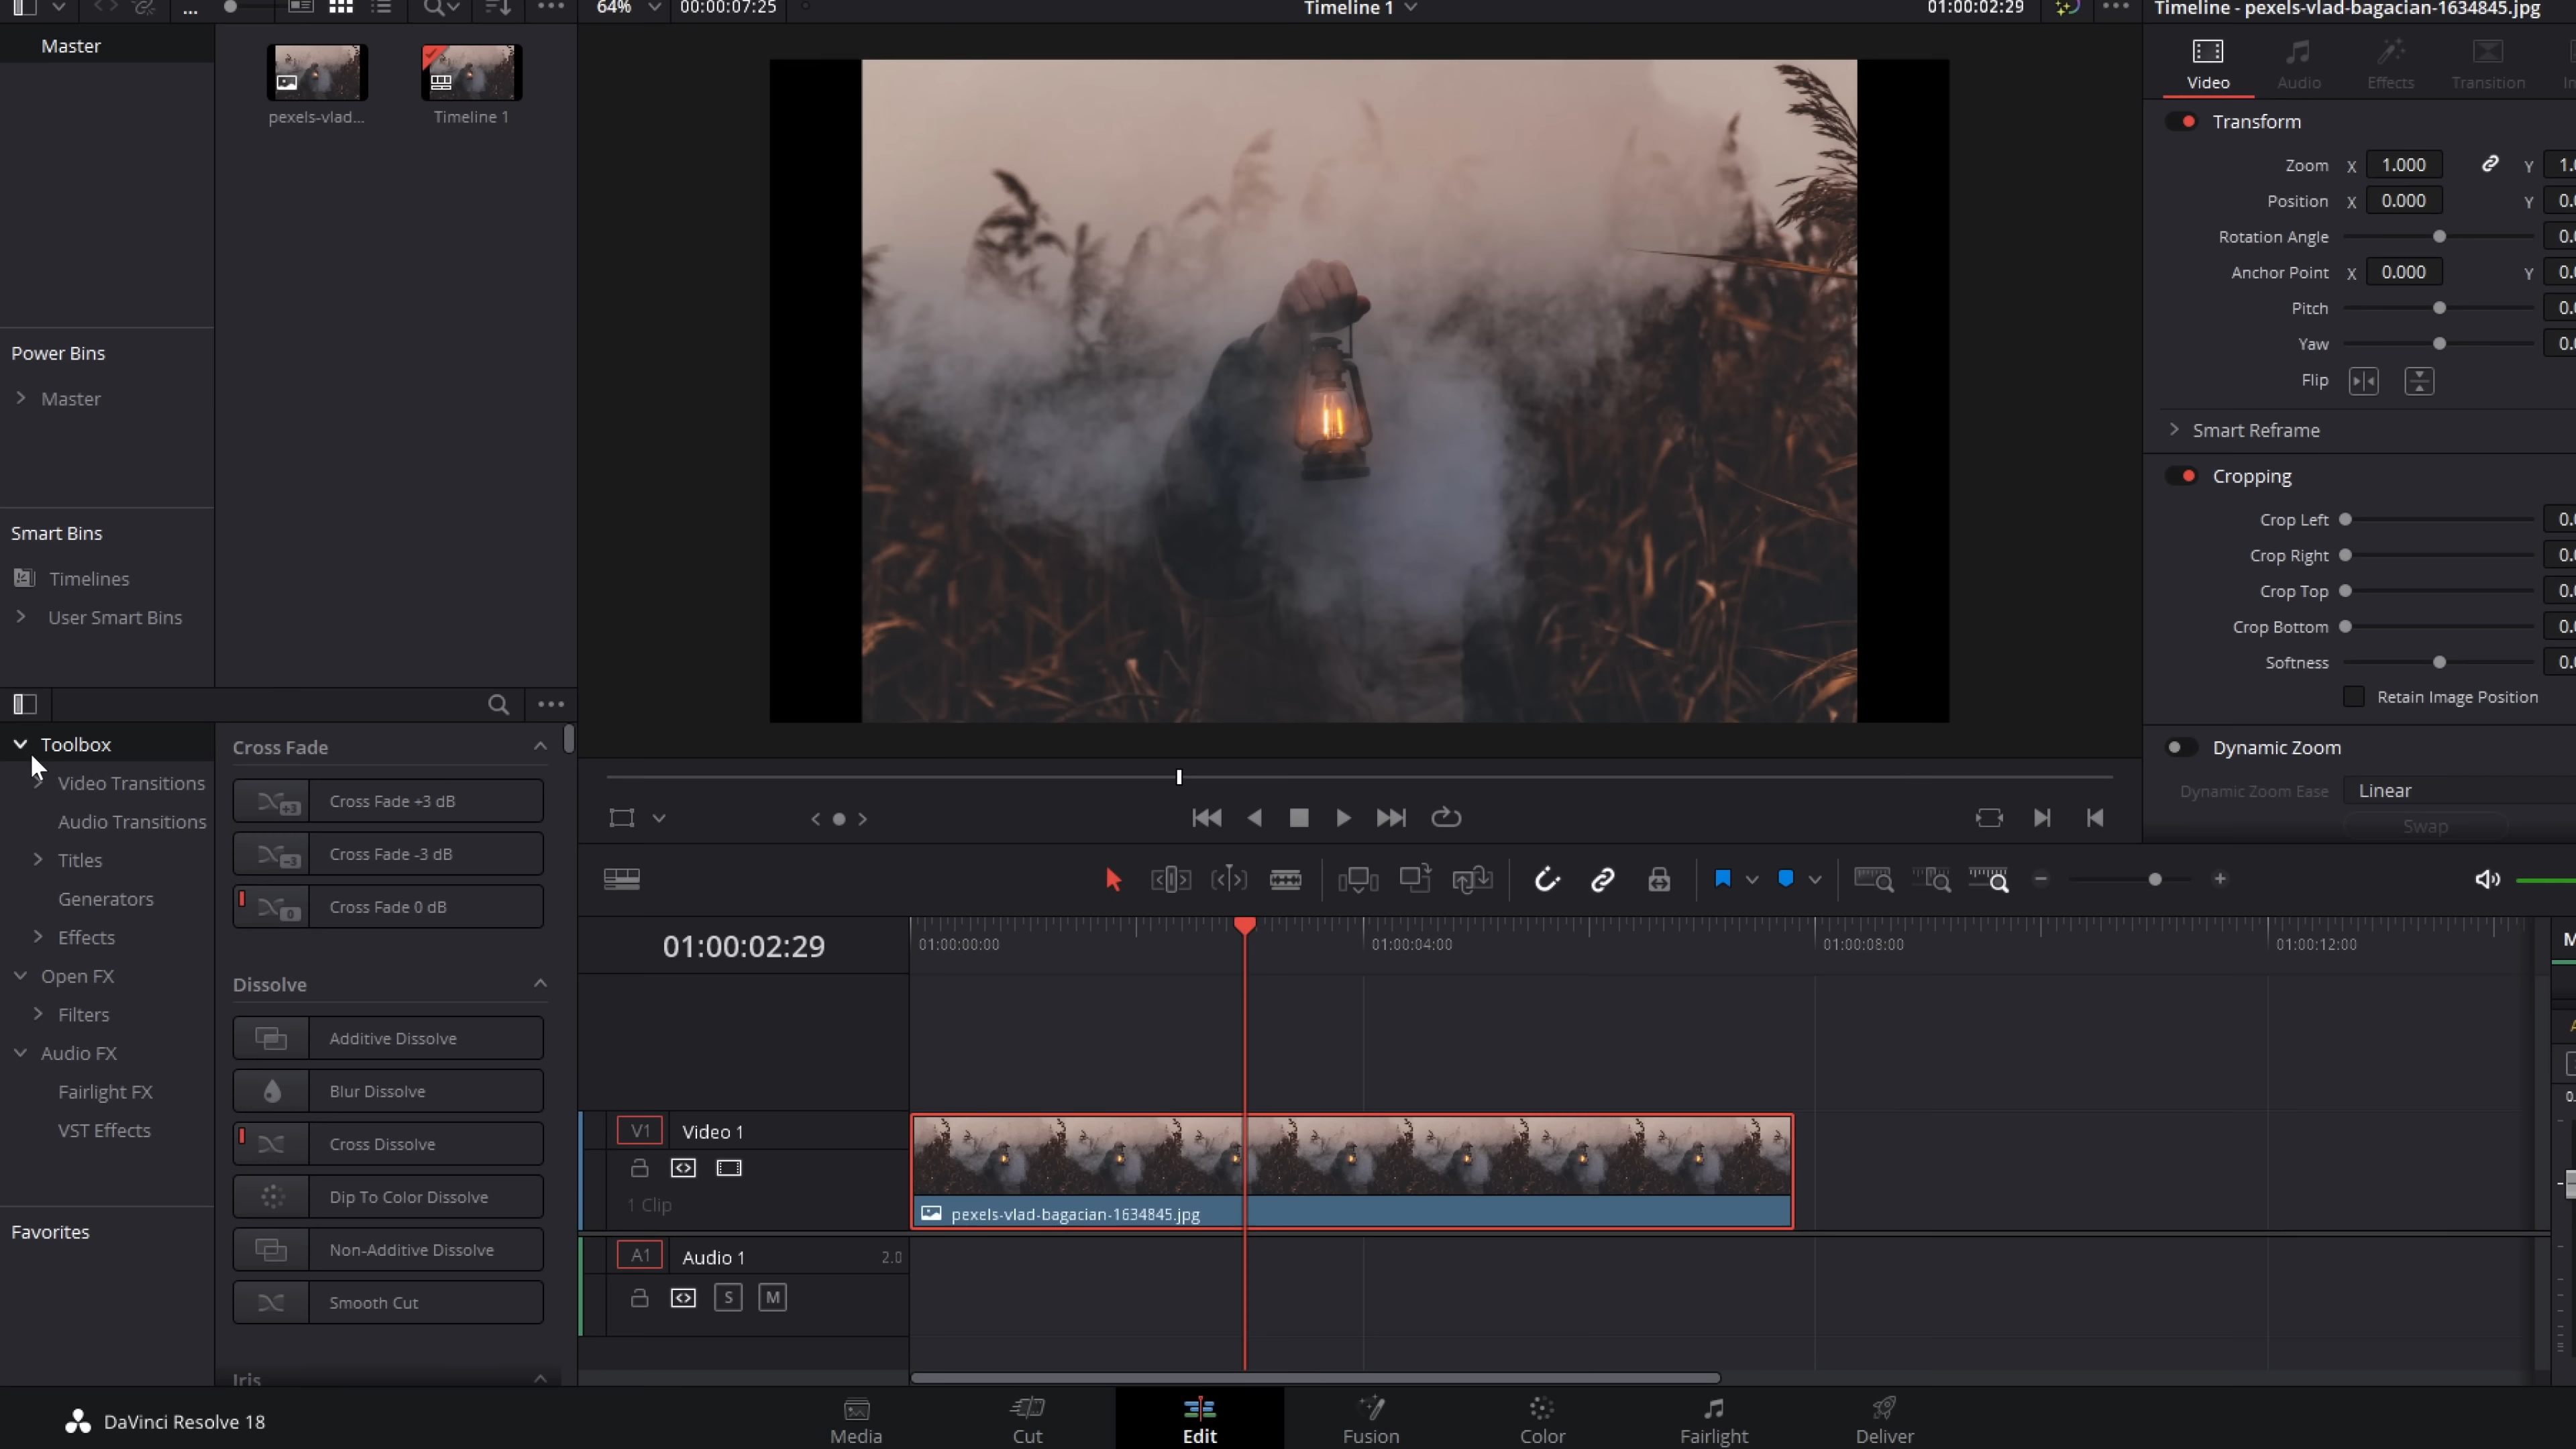 64%
00:00:07:25
Timeline 1
01:00:02:29
Timeline - pexels-vlad-bagacian-1634845.jpg
Master
pexels-vlad...
Timeline 1
Power Bins
Master
Smart Bins
Timelines
User Smart Bins
Video
Audio
Effects
Transition
Transform
Zoom X 1.000 Y
Position X 0.000 Y
Rotation Angle
Anchor Point X 0.000 Y
Pitch
Yaw
Flip
Smart Reframe
Cropping
Crop Left
Crop Right
Crop Top
Crop Bottom
Softness
Retain Image Position
Dynamic Zoom
Dynamic Zoom Ease Linear
Swap
Toolbox
Video Transitions
Audio Transitions
Titles
Generators
Effects
Open FX
Filters
Audio FX
Fairlight FX
VST Effects
Favorites
Cross Fade
+3 Cross Fade +3 dB
-3 Cross Fade -3 dB
0 Cross Fade 0 dB
Dissolve
Additive Dissolve
Blur Dissolve
Cross Dissolve
Dip To Color Dissolve
Non-Additive Dissolve
Smooth Cut
Iris
01:00:02:29
01:00:00:00
01:00:04:00
01:00:08:00
01:00:12:00
V1 Video 1
1 Clip
pexels-vlad-bagacian-1634845.jpg
A1 Audio 1 2.0
S M
DaVinci Resolve 18
Media
Cut
Edit
Fusion
Color
Fairlight
Deliver